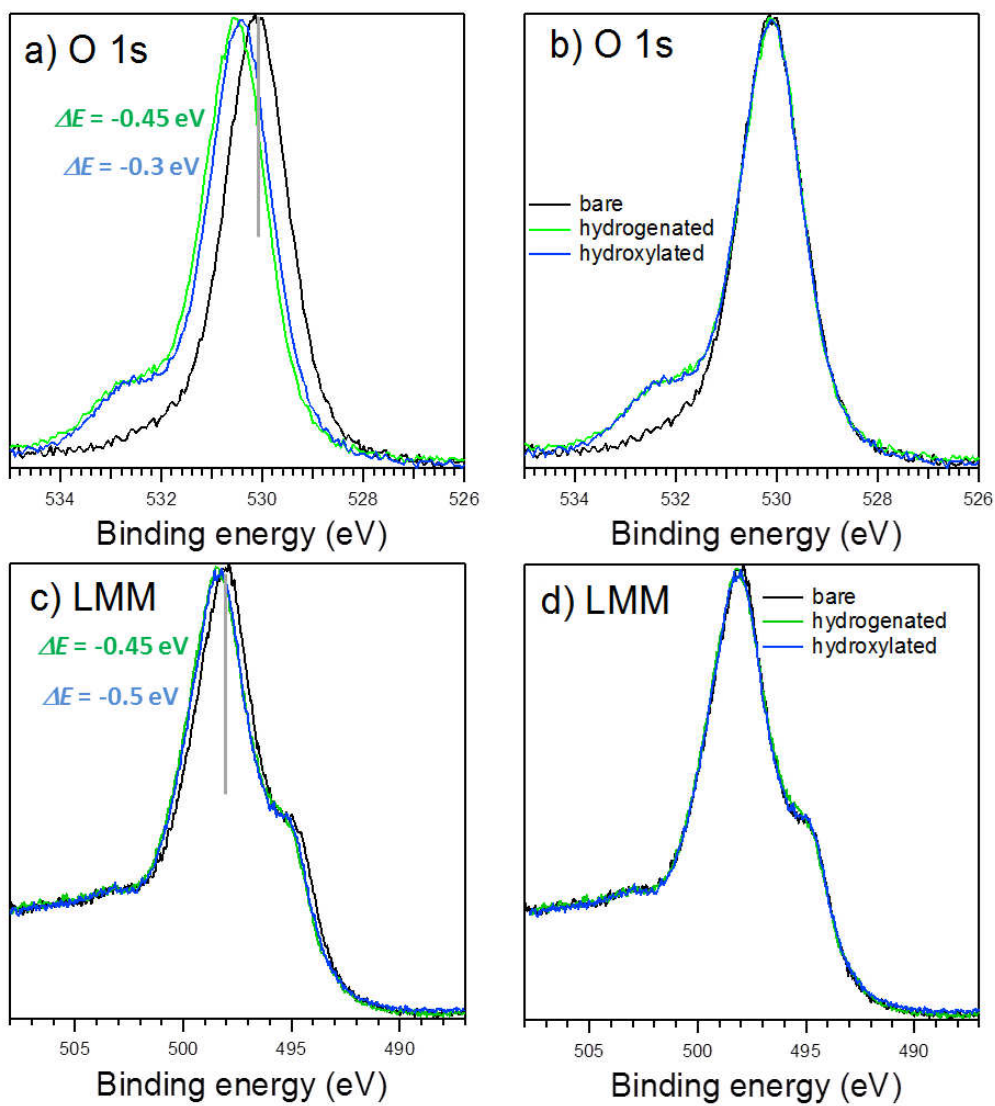 a) O 1s
ΔE = -0.45 eV
ΔE = -0.3 eV
534 532 530 528 526
Binding energy (eV)
b) O 1s
bare
hydrogenated
hydroxylated
534 532 530 528 526
Binding energy (eV)
c) LMM
ΔE = -0.45 eV
ΔE = -0.5 eV
505 500 495 490
Binding energy (eV)
d) LMM
bare
hydrogenated
hydroxylated
505 500 495 490
Binding energy (eV)